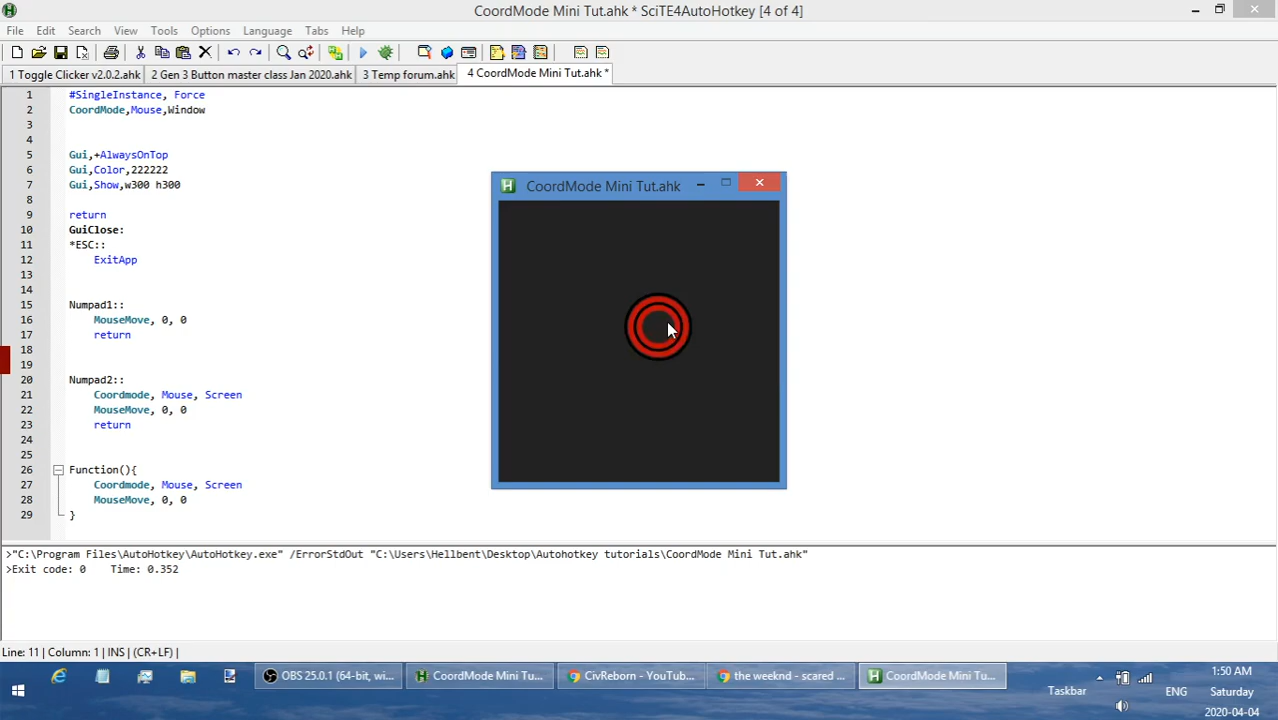 CoordMode Mini Tut.ahk * SciTE4AutoHotkey [4 of 4]
File Edit Search View Tools Options Language Tabs Help
1 Toggle Clicker v2.0.2.ahk 2 Gen 3 Button master class Jan 2020.ahk 3 Temp forum.ahk 4 CoordMode Mini Tut.ahk *
1 #SingleInstance, Force
2 CoordMode,Mouse,Window
3
4
5 Gui,+AlwaysOnTop
6 Gui,Color,222222
7 Gui,Show,w300 h300
8
9 return
10 GuiClose:
11 *ESC::
12 ExitApp
13
14
15 Numpad1::
16 MouseMove, 0, 0
17 return
18
19
20 Numpad2::
21 Coordmode, Mouse, Screen
22 MouseMove, 0, 0
23 return
24
25
26 Function(){
27 Coordmode, Mouse, Screen
28 MouseMove, 0, 0
29 }
CoordMode Mini Tut.ahk
>"C:\Program Files\AutoHotkey\AutoHotkey.exe" /ErrorStdOut "C:\Users\Hellbent\Desktop\Autohotkey tutorials\CoordMode Mini Tut.ahk"
>Exit code: 0 Time: 0.352
Line: 11 | Column: 1 | INS | (CR+LF) |
OBS 25.0.1 (64-bit, wi... CoordMode Mini Tu... CivReborn - YouTub... the weeknd - scared ... CoordMode Mini Tu...
Taskbar
ENG
1:50 AM
Saturday
2020-04-04